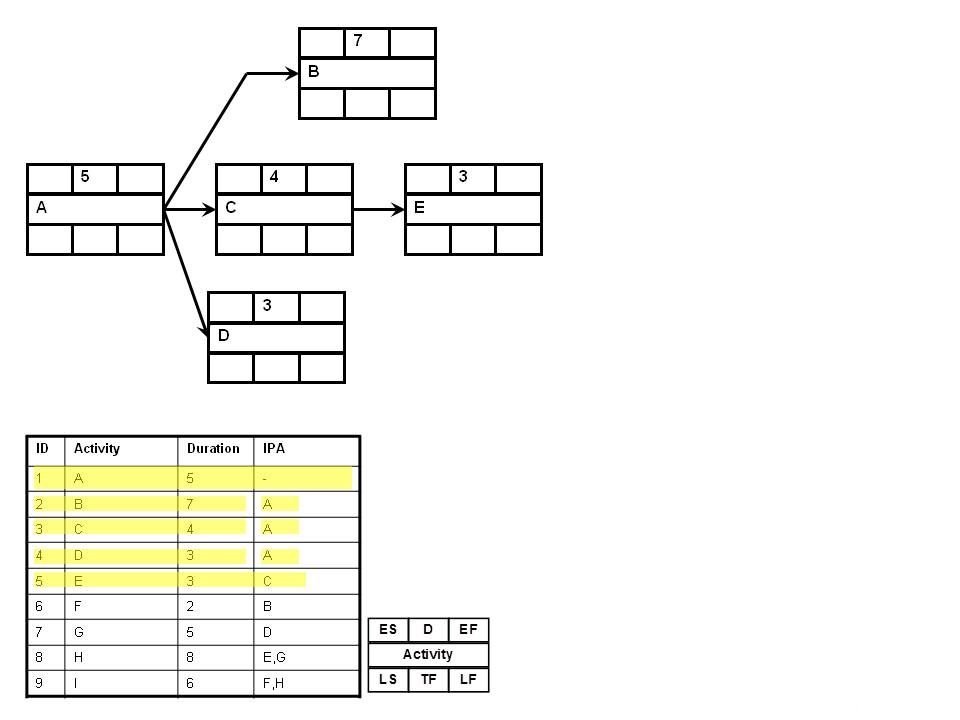 7
B
5
A
4
C
3
E
3
D
ID Activity Duration IPA
1 A 5 -
2 B 7 A
3 C 4 A
4 D 3 A
5 E 3 C
6 F 2 B
7 G 5 D
8 H 8 E,G
9 I 6 F,H
ES D EF
Activity
LS TF LF